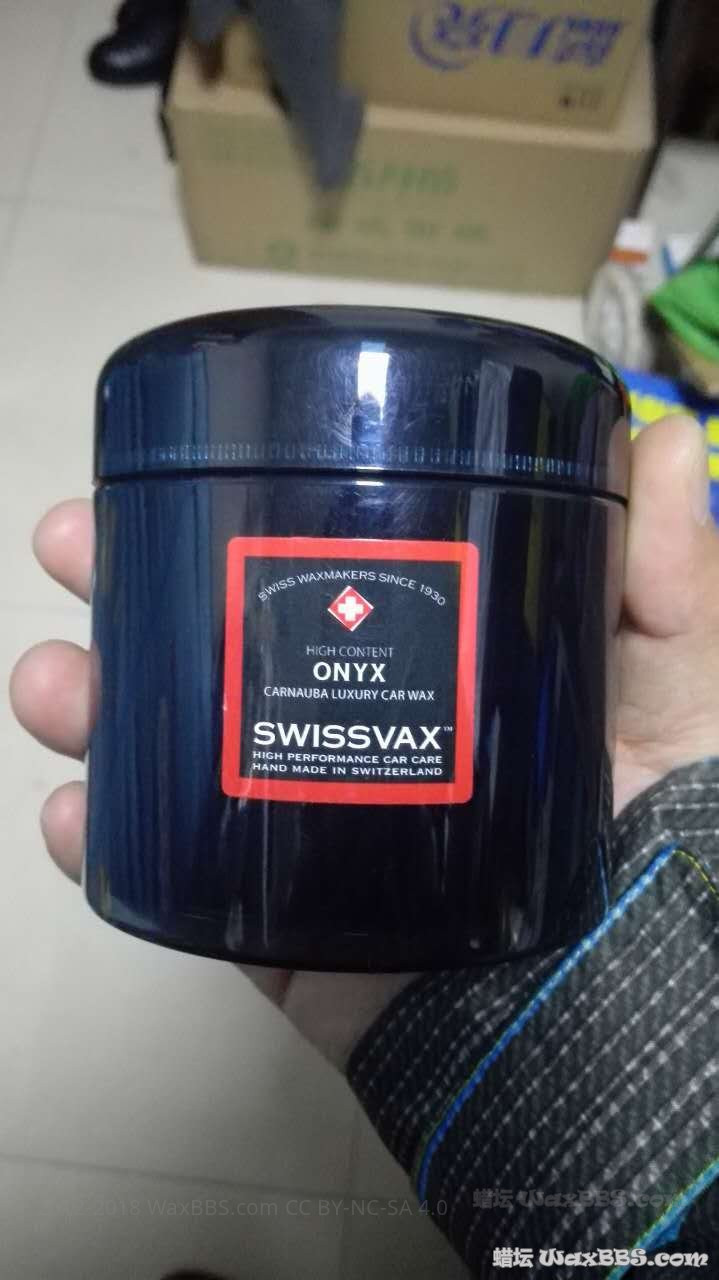 SWISS WAXMAKERS SINCE 1930
HIGH CONTENT
ONYX
CARNAUBA LUXURY CAR WAX
SWISSVAX™
HIGH PERFORMANCE CAR CARE
HAND MADE IN SWITZERLAND
2018 WaxBBS.com CC BY-NC-SA 4.0
蜡坛 WaxBBS.com
蜡坛 WaxBBS.com